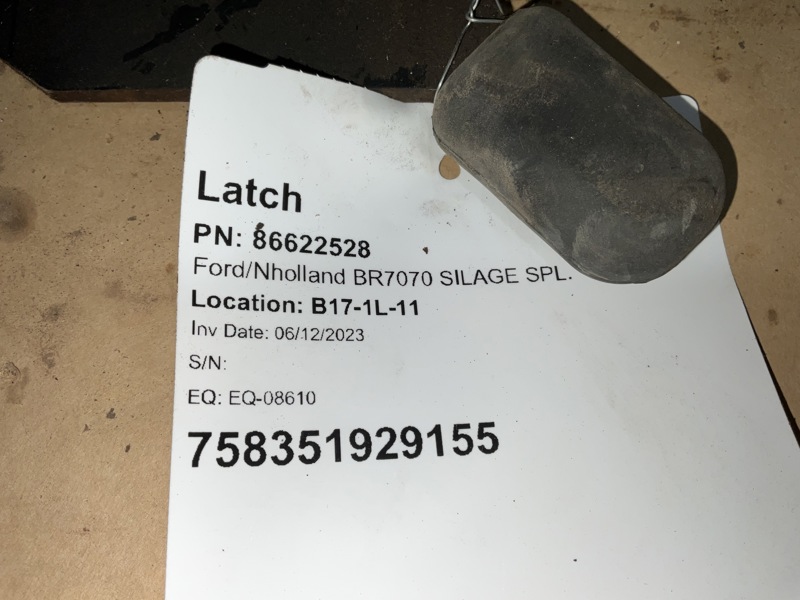 Latch
PN: 86622528
Ford/Nholland BR7070 SILAGE SPL.
Location: B17-1L-11
Inv Date: 06/12/2023
S/N:
EQ: EQ-08610
758351929155